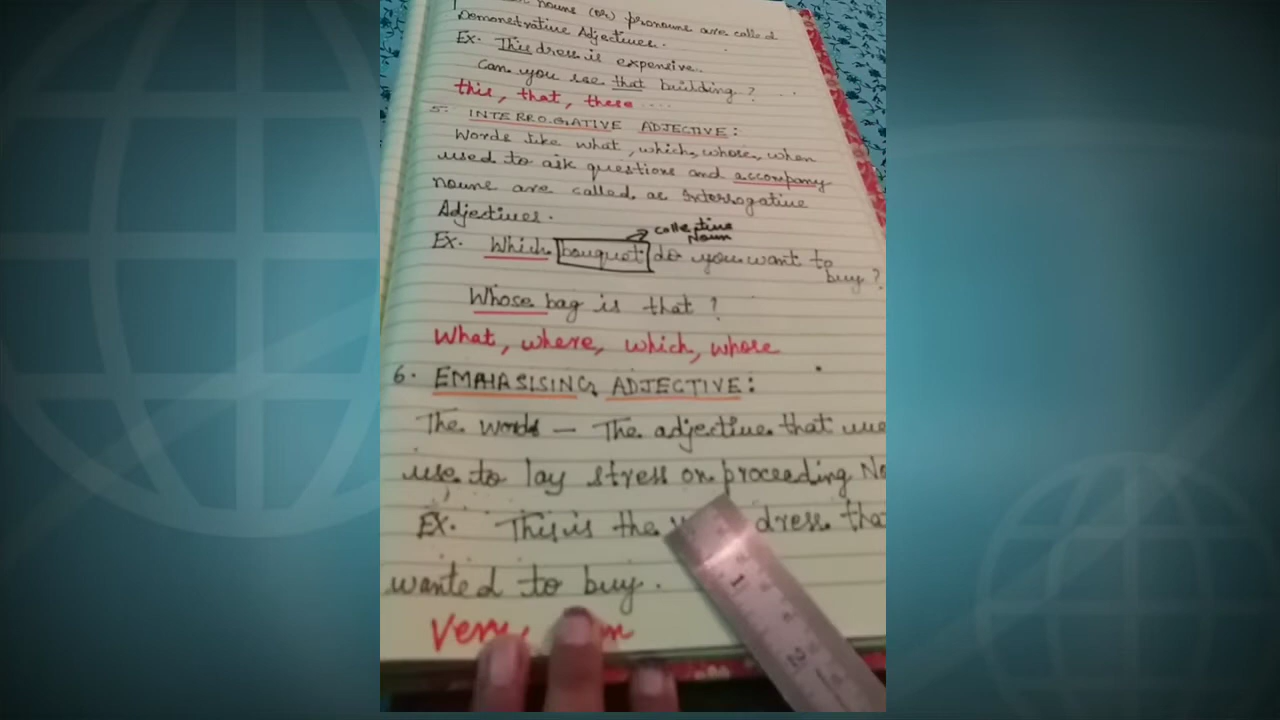 nouns (or) pronouns are called
Demonstrative Adjectives.
Ex. This dress is expensive.
Can you see that building?
this, that, these ....
5. INTERROGATIVE ADJECTIVE:
Words like what, which, whose, when
used to ask questions and accompany
nouns are called as Interrogative
Adjectives.
collective
Noun
Ex. Which bouquet do you want to
buy?
Whose bag is that?
What, where, which, whose
6. EMPHASISING ADJECTIVE:
The words — The adjective that we
use to lay stress on proceeding
Ex. This is the dress
wanted to buy.
1
2